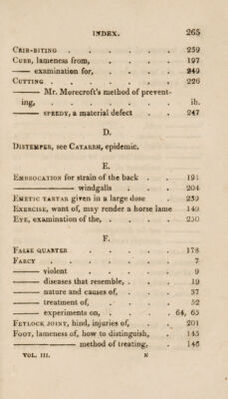 INDEX. 265
CRIB-BITING . . . . . . 259
CURB, lameness from, . . . . 197
—— examination for, . . . . 249
CUTTING . . . . . . . 226
—— Mr. Morecroft's method of prevent-
ing, . . . . . . . ib.
—— SPEEDY, a material defect . . 247
D.
DISTEMPER, see CATARRH, epidemic.
E.
EMBROCATION for strain of the back . . 191
—— windgalls . . . 204
EMETIC TARTAR given in a large dose . 239
EXERCISE, want of, may render a horse lame 149
EYE, examination of the, . . . . 250
F.
FALSE QUARTER . . . . . 178
FARCY . . . . . . . 7
—— violent . . . . . 9
—— diseases that resemble, . . . 19
—— nature and causes of, . . . 37
—— treatment of, . . . . 52
—— experiments on, . . . 64, 65
FETLOCK JOINT, hind, injuries of, . . 201
FOOT, lameness of, how to distinguish, . 145
—— method of treating, . 146
VOL. III. N